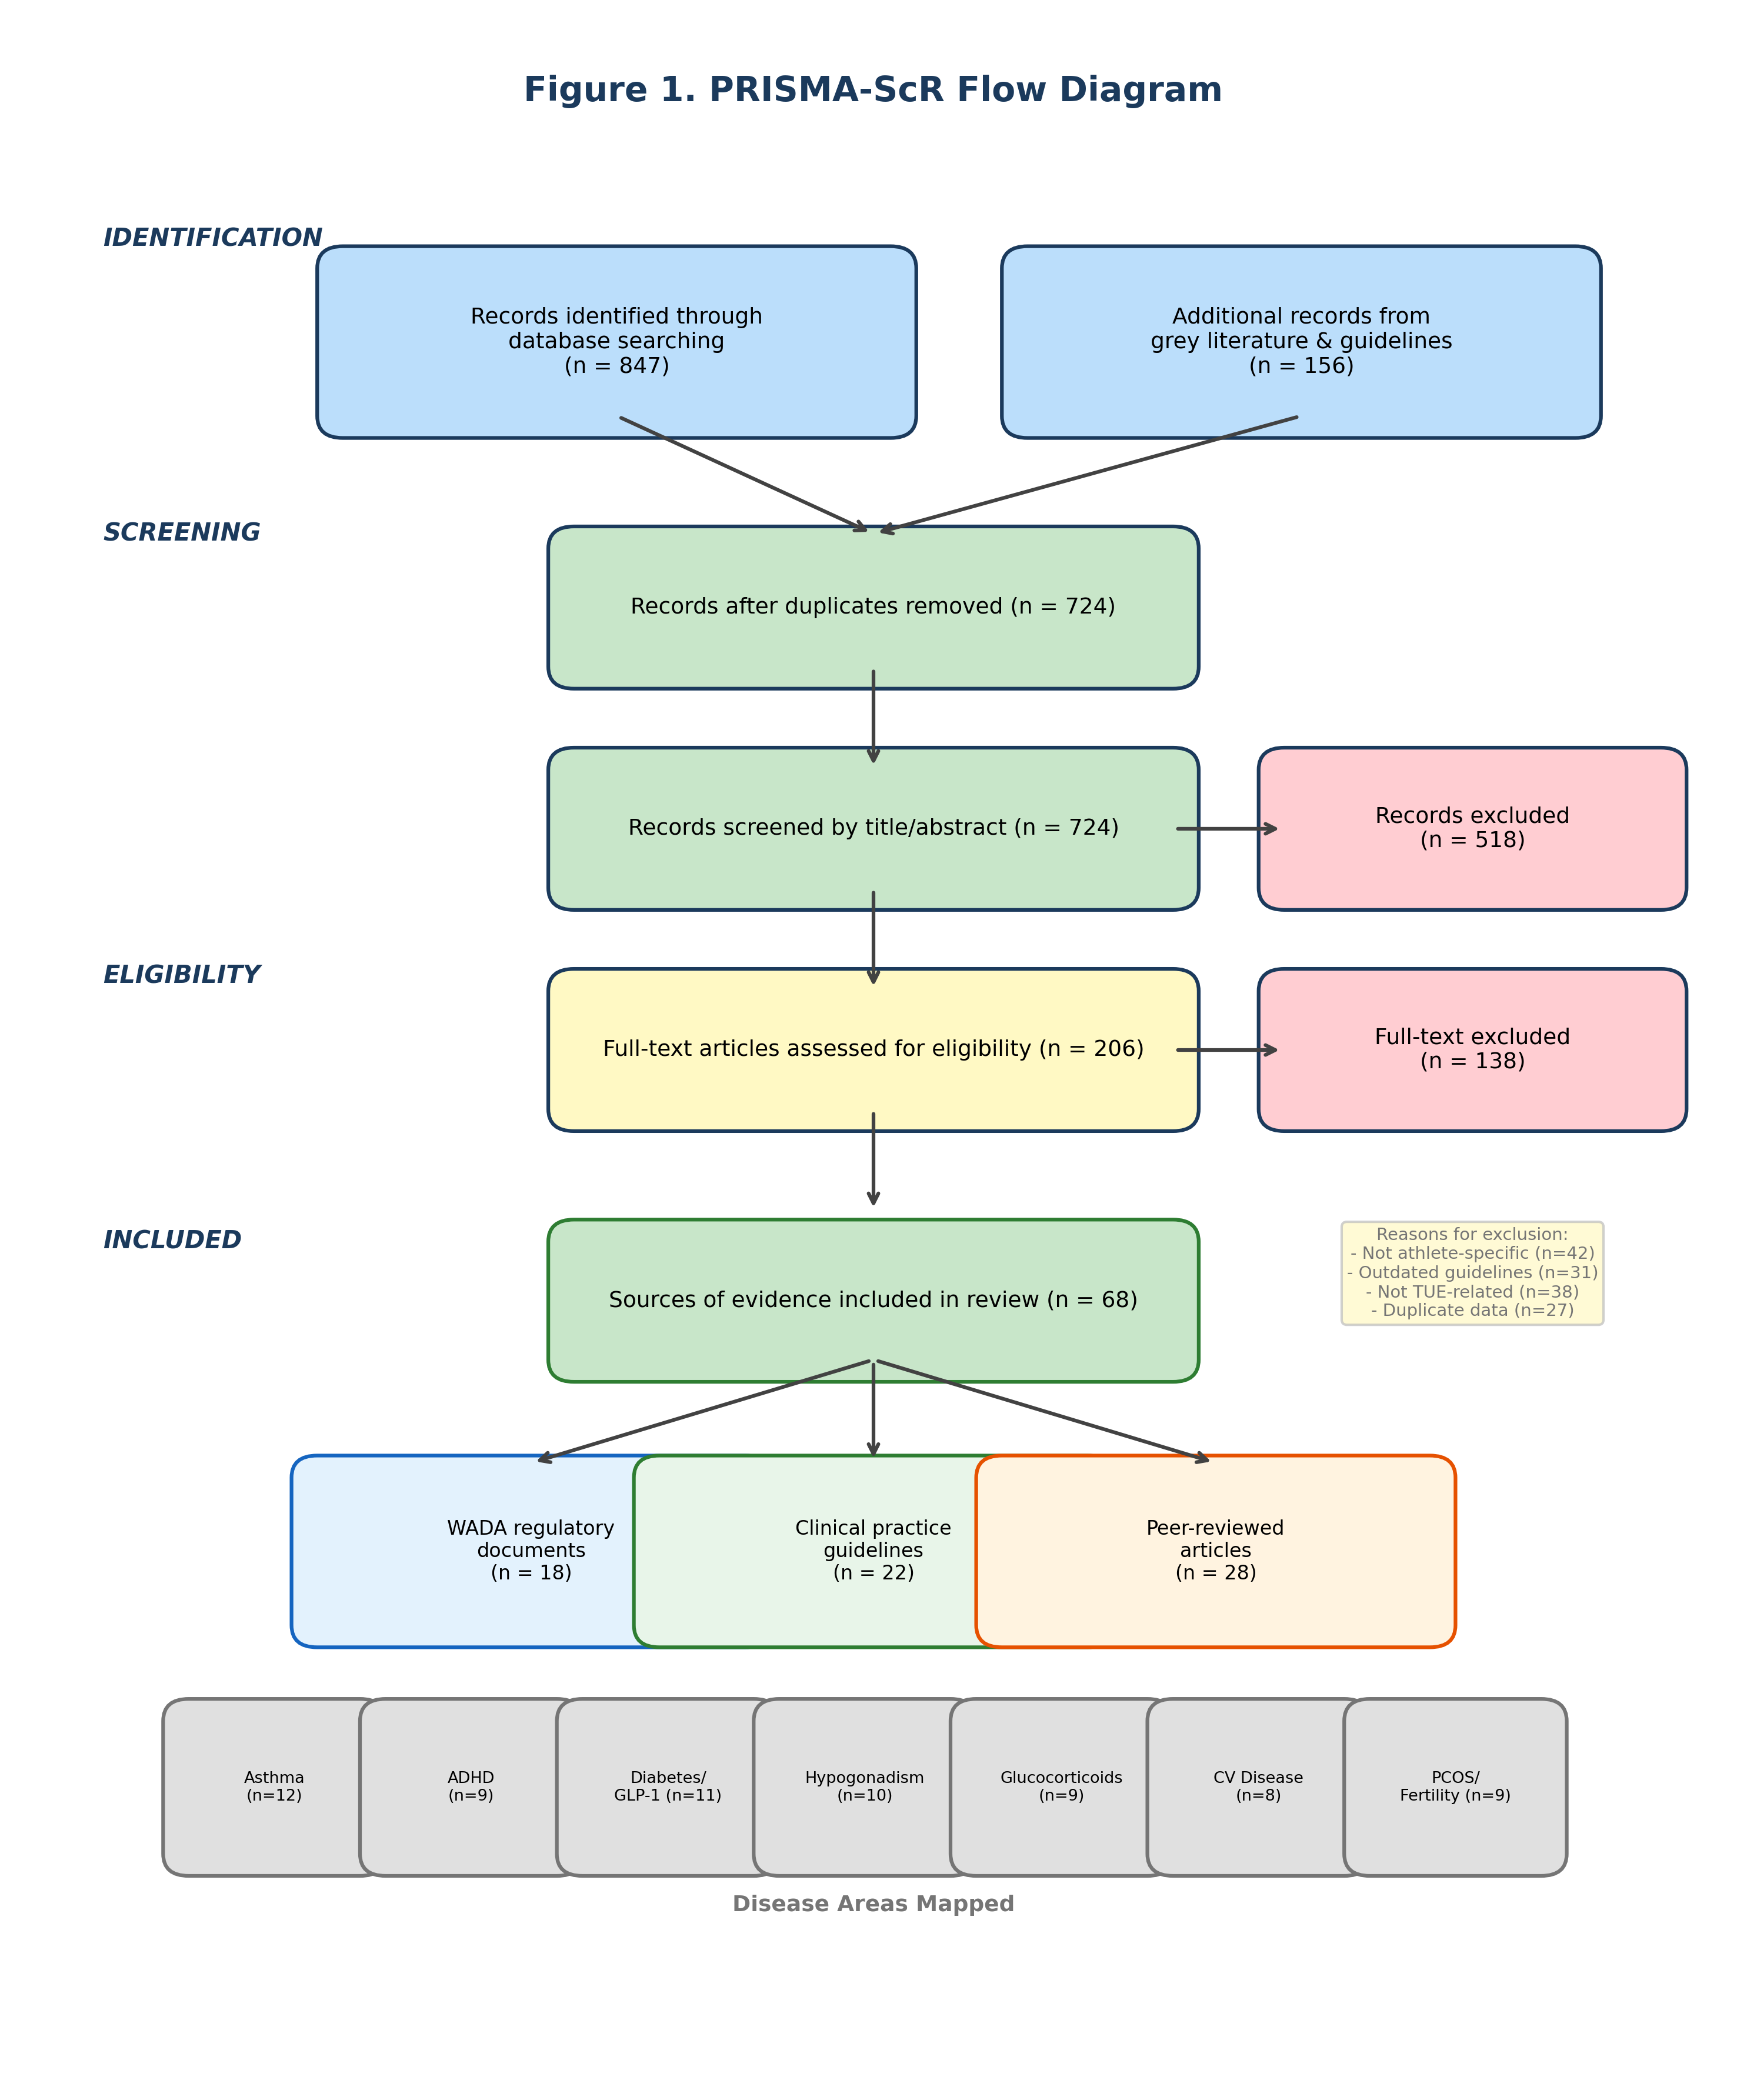 Figure 1. PRISMA-ScR Flow Diagram
IDENTIFICATION
Records identified through
database searching
(n = 847)
Additional records from
grey literature & guidelines
(n = 156)
SCREENING
Records after duplicates removed (n = 724)
Records screened by title/abstract (n = 724)
Records excluded
(n = 518)
ELIGIBILITY
Full-text articles assessed for eligibility (n = 206)
Full-text excluded
(n = 138)
INCLUDED
Sources of evidence included in review (n = 68)
Reasons for exclusion:
- Not athlete-specific (n=42)
- Outdated guidelines (n=31)
- Not TUE-related (n=38)
- Duplicate data (n=27)
WADA regulatory
documents
(n = 18)
Clinical practice
guidelines
(n = 22)
Peer-reviewed
articles
(n = 28)
Asthma
(n=12)
ADHD
(n=9)
Diabetes/
GLP-1 (n=11)
Hypogonadism
(n=10)
Glucocorticoids
(n=9)
CV Disease
(n=8)
PCOS/
Fertility (n=9)
Disease Areas Mapped